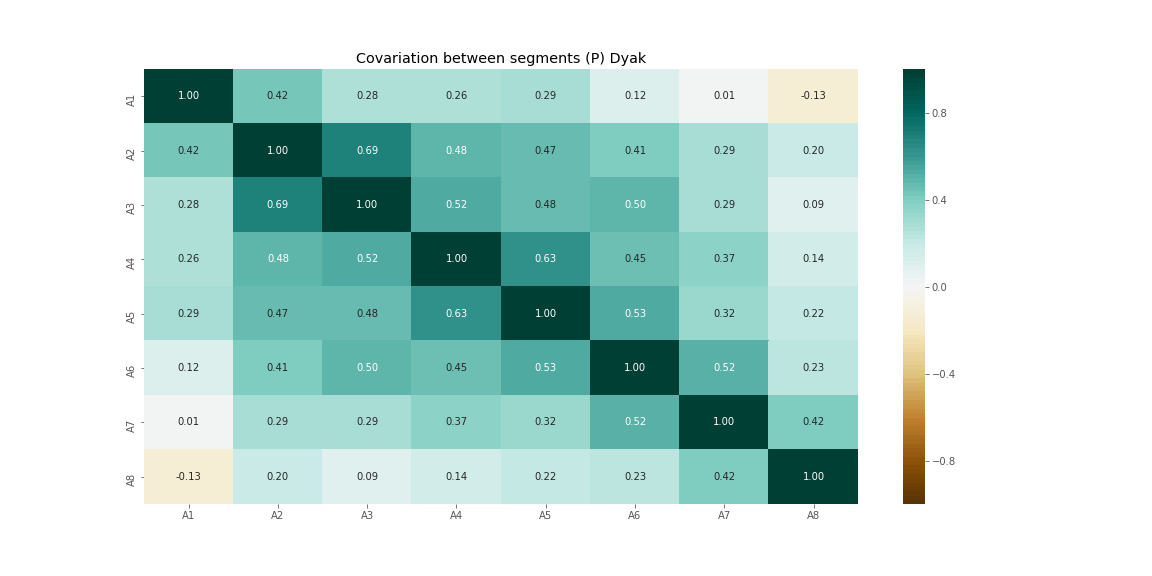 Covariation between segments (P) Dyak
A1 1.00 0.42 0.28 0.26 0.29 0.12 0.01 -0.13
A2 0.42 1.00 0.69 0.48 0.47 0.41 0.29 0.20
A3 0.28 0.69 1.00 0.52 0.48 0.50 0.29 0.09
A4 0.26 0.48 0.52 1.00 0.63 0.45 0.37 0.14
A5 0.29 0.47 0.48 0.63 1.00 0.53 0.32 0.22
A6 0.12 0.41 0.50 0.45 0.53 1.00 0.52 0.23
A7 0.01 0.29 0.29 0.37 0.32 0.52 1.00 0.42
A8 -0.13 0.20 0.09 0.14 0.22 0.23 0.42 1.00
A1 A2 A3 A4 A5 A6 A7 A8
0.8
0.4
0.0
−0.4
−0.8